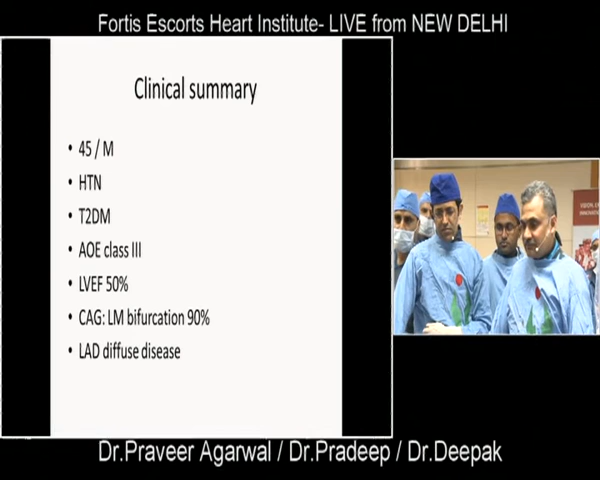 Fortis Escorts Heart Institute- LIVE from NEW DELHI
Clinical summary
• 45 / M
• HTN
• T2DM
• AOE class III
• LVEF 50%
• CAG: LM bifurcation 90%
• LAD diffuse disease
Dr.Praveer Agarwal / Dr.Pradeep / Dr.Deepak